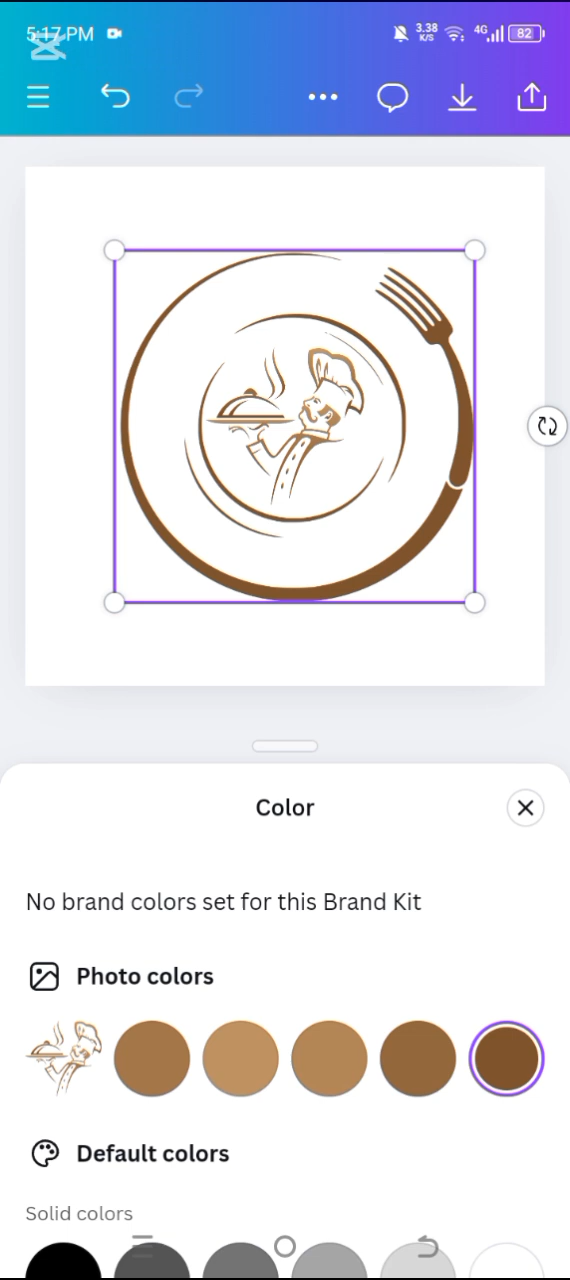 5:17 PM 3.38 K/S 4G 82
Color
No brand colors set for this Brand Kit
Photo colors
Default colors
Solid colors